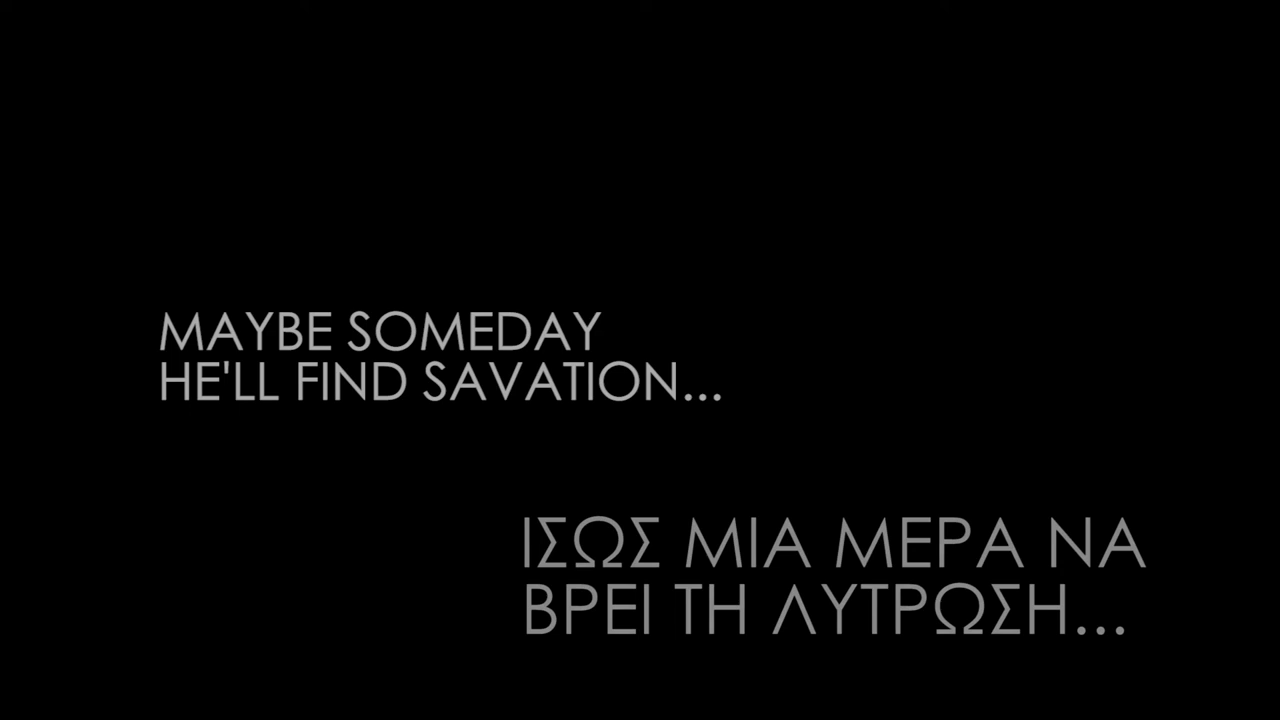 MAYBE SOMEDAY
HE'LL FIND SAVATION...
ΙΣΩΣ ΜΙΑ ΜΕΡΑ ΝΑ
ΒΡΕΙ ΤΗ ΛΥΤΡΩΣΗ...